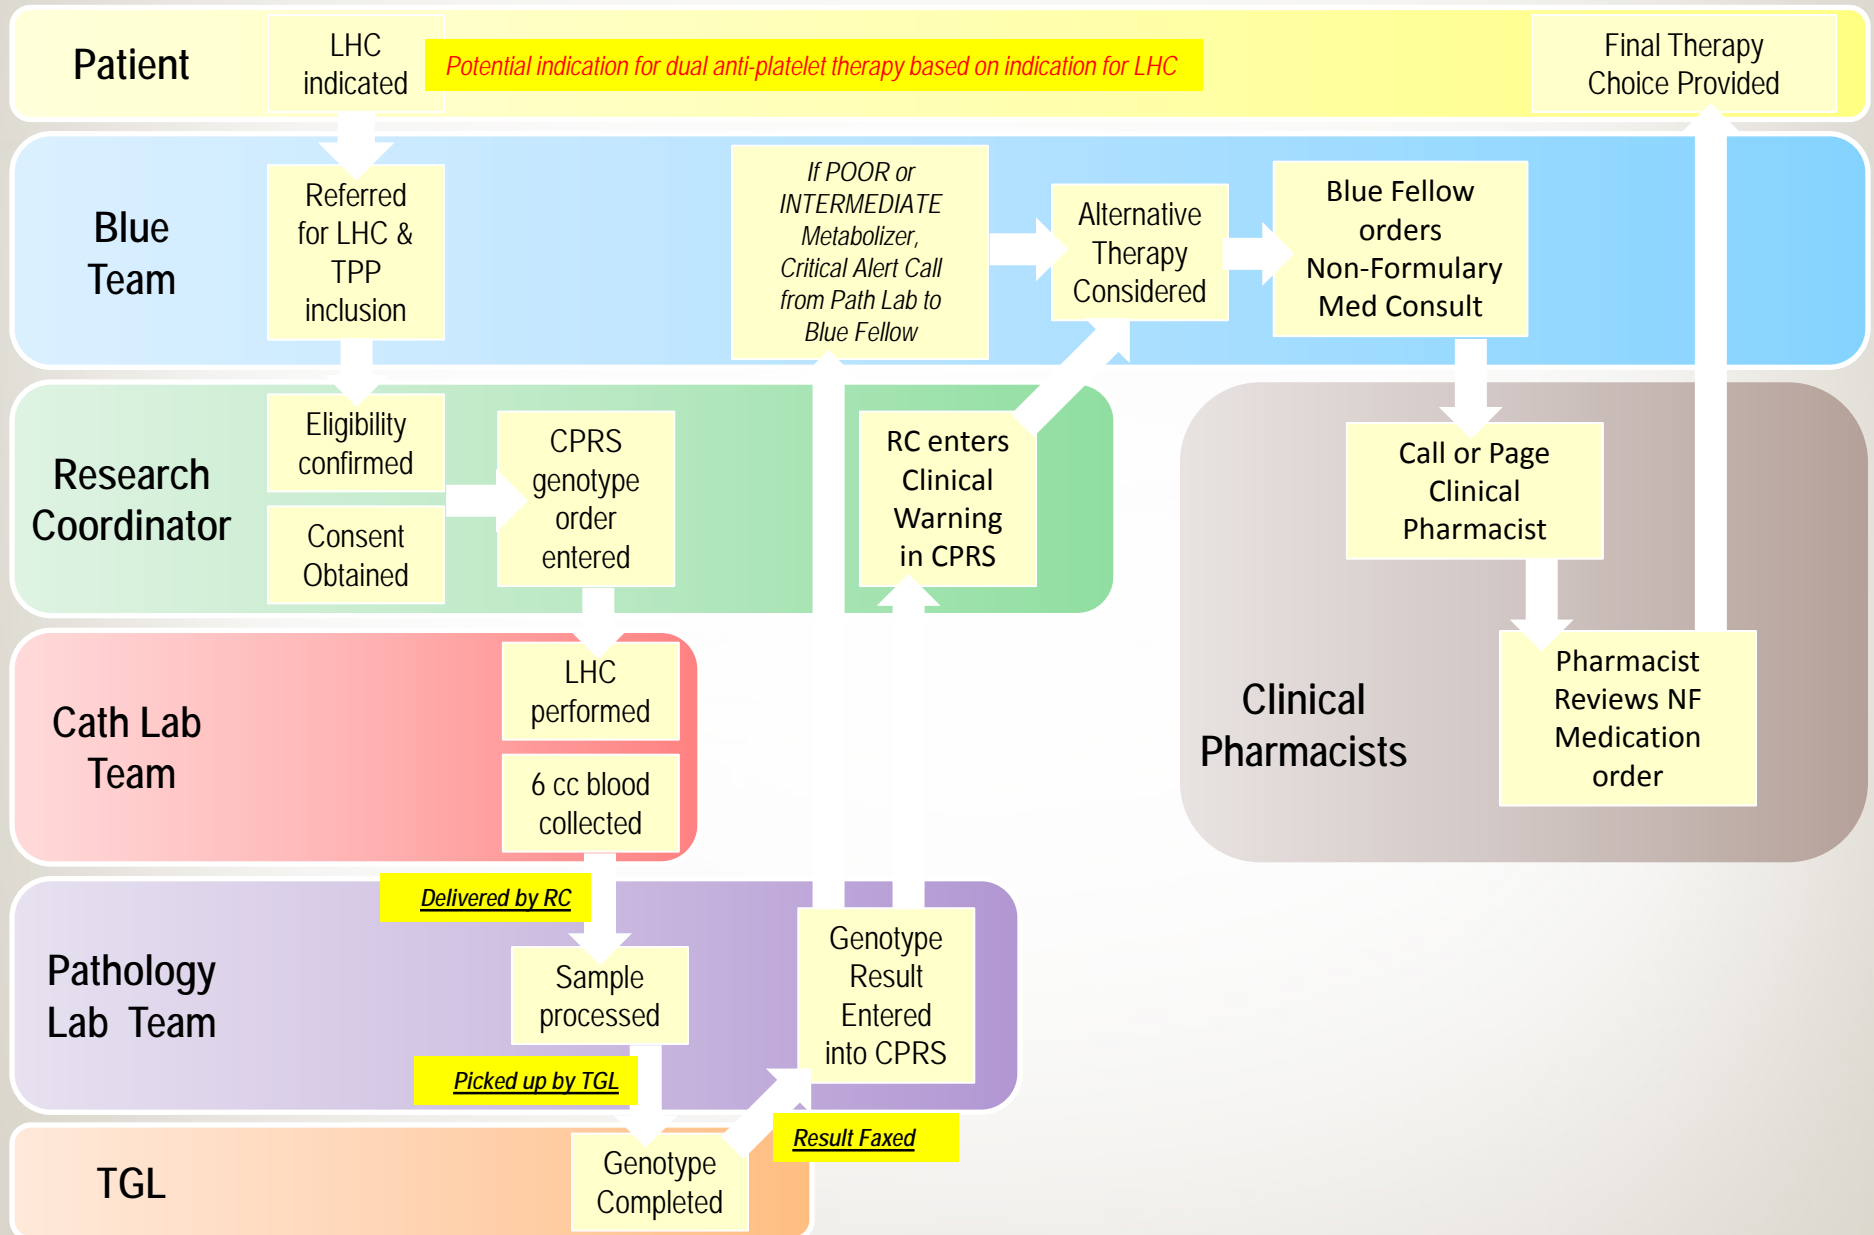 Patient
LHC
indicated
Potential indication for dual anti-platelet therapy based on indication for LHC
Final Therapy
Choice Provided
Blue
Team
Referred
for LHC &
TPP
inclusion
If POOR or
INTERMEDIATE
Metabolizer,
Critical Alert Call
from Path Lab to
Blue Fellow
Alternative
Therapy
Considered
Blue Fellow
orders
Non-Formulary
Med Consult
Research
Coordinator
Eligibility
confirmed
Consent
Obtained
CPRS
genotype
order
entered
RC enters
Clinical
Warning
in CPRS
Call or Page
Clinical
Pharmacist
Clinical
Pharmacists
Pharmacist
Reviews NF
Medication
order
Cath Lab
Team
LHC
performed
6 cc blood
collected
Delivered by RC
Pathology
Lab Team
Sample
processed
Genotype
Result
Entered
into CPRS
Picked up by TGL
Result Faxed
TGL
Genotype
Completed